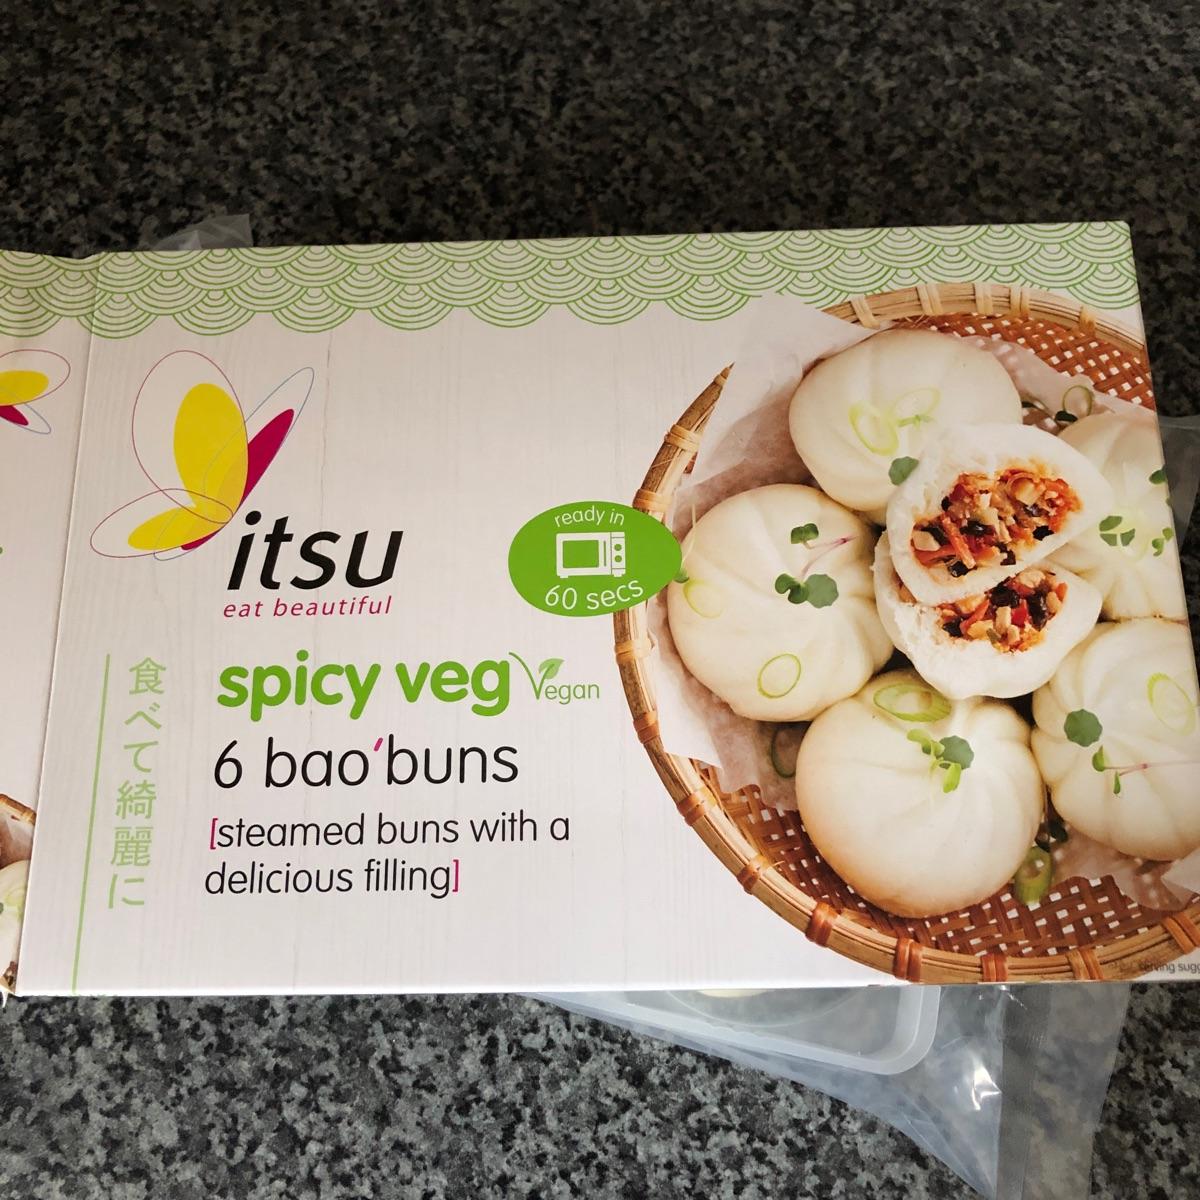 itsu
eat beautiful
ready in
60 secs
spicy veg
Vegan
6 bao'buns
[steamed buns with a
delicious filling]
食べて綺麗に
serving